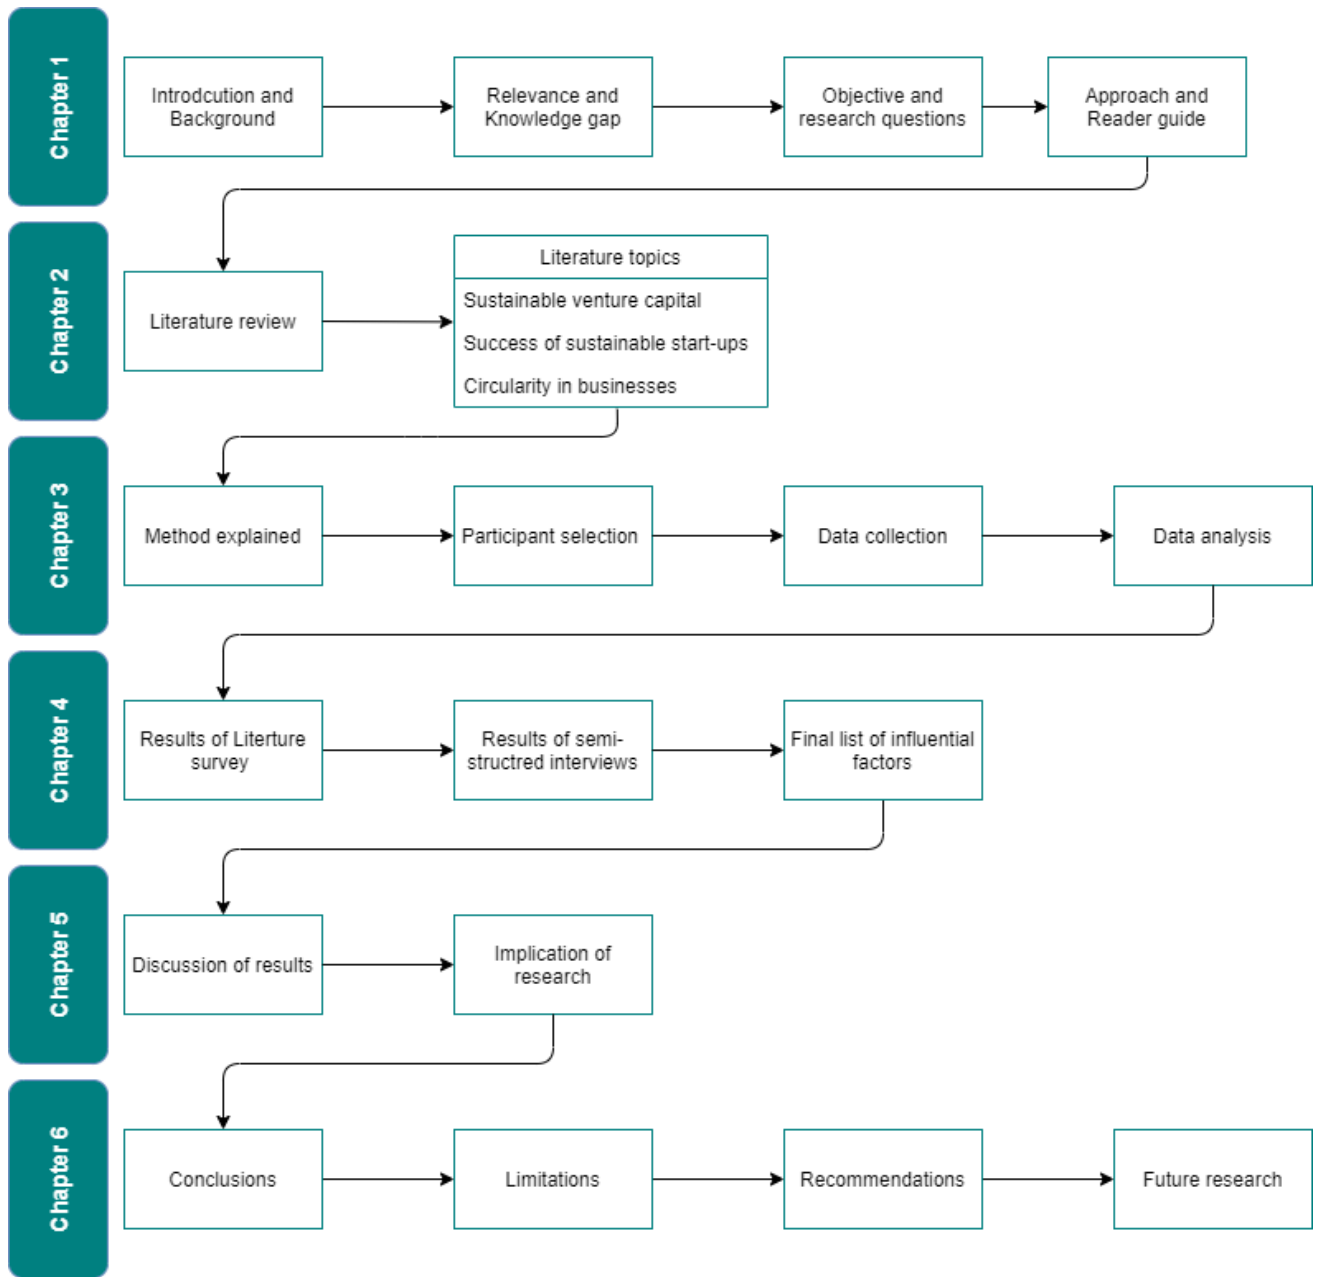 Chapter 1
Introdcution and
Background
Relevance and
Knowledge gap
Objective and
research questions
Approach and
Reader guide
Chapter 2
Literature review
Literature topics
Sustainable venture capital
Success of sustainable start-ups
Circularity in businesses
Chapter 3
Method explained
Participant selection
Data collection
Data analysis
Chapter 4
Results of Literture
survey
Results of semi-
structred interviews
Final list of influential
factors
Chapter 5
Discussion of results
Implication of
research
Chapter 6
Conclusions
Limitations
Recommendations
Future research